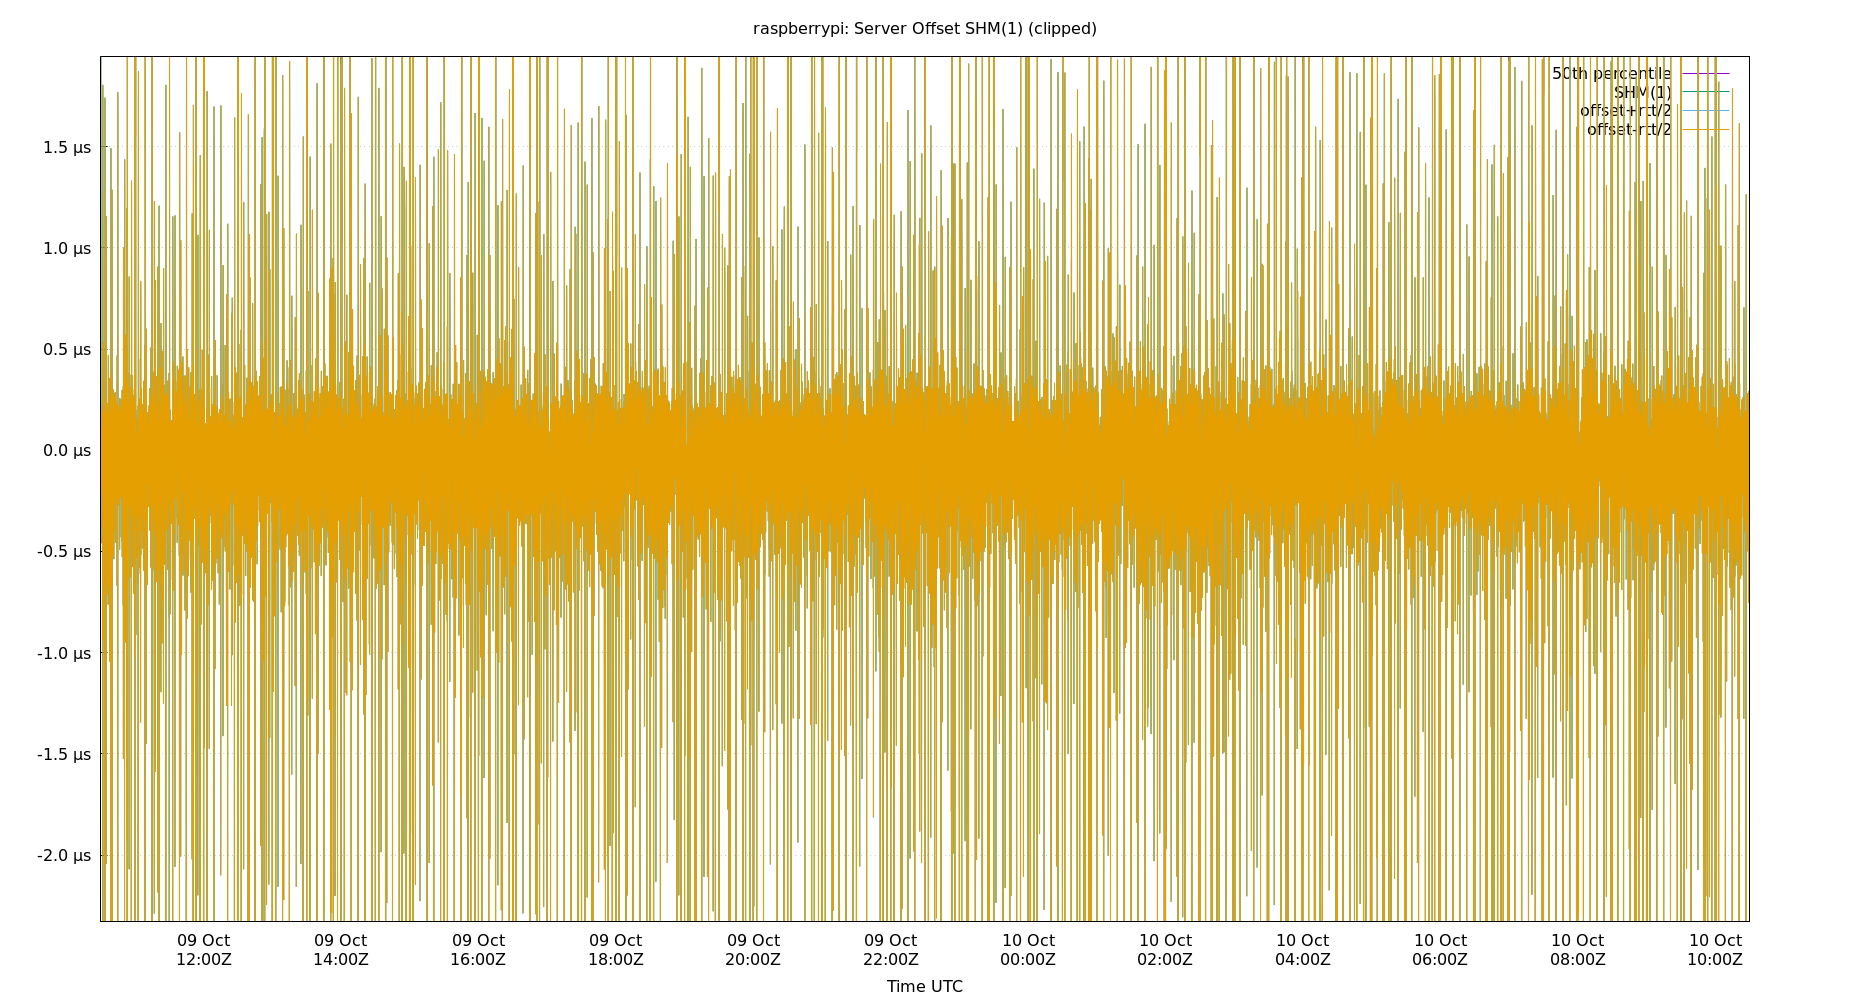 raspberrypi: Server Offset SHM(1) (clipped)
50th percentile
SHM(1)
offset+rtt/2
offset-rtt/2
1.5 µs
1.0 µs
0.5 µs
0.0 µs
-0.5 µs
-1.0 µs
-1.5 µs
-2.0 µs
09 Oct 09 Oct 09 Oct 09 Oct 09 Oct 09 Oct 10 Oct 10 Oct 10 Oct 10 Oct 10 Oct 10 Oct
12:00Z 14:00Z 16:00Z 18:00Z 20:00Z 22:00Z 00:00Z 02:00Z 04:00Z 06:00Z 08:00Z 10:00Z
Time UTC